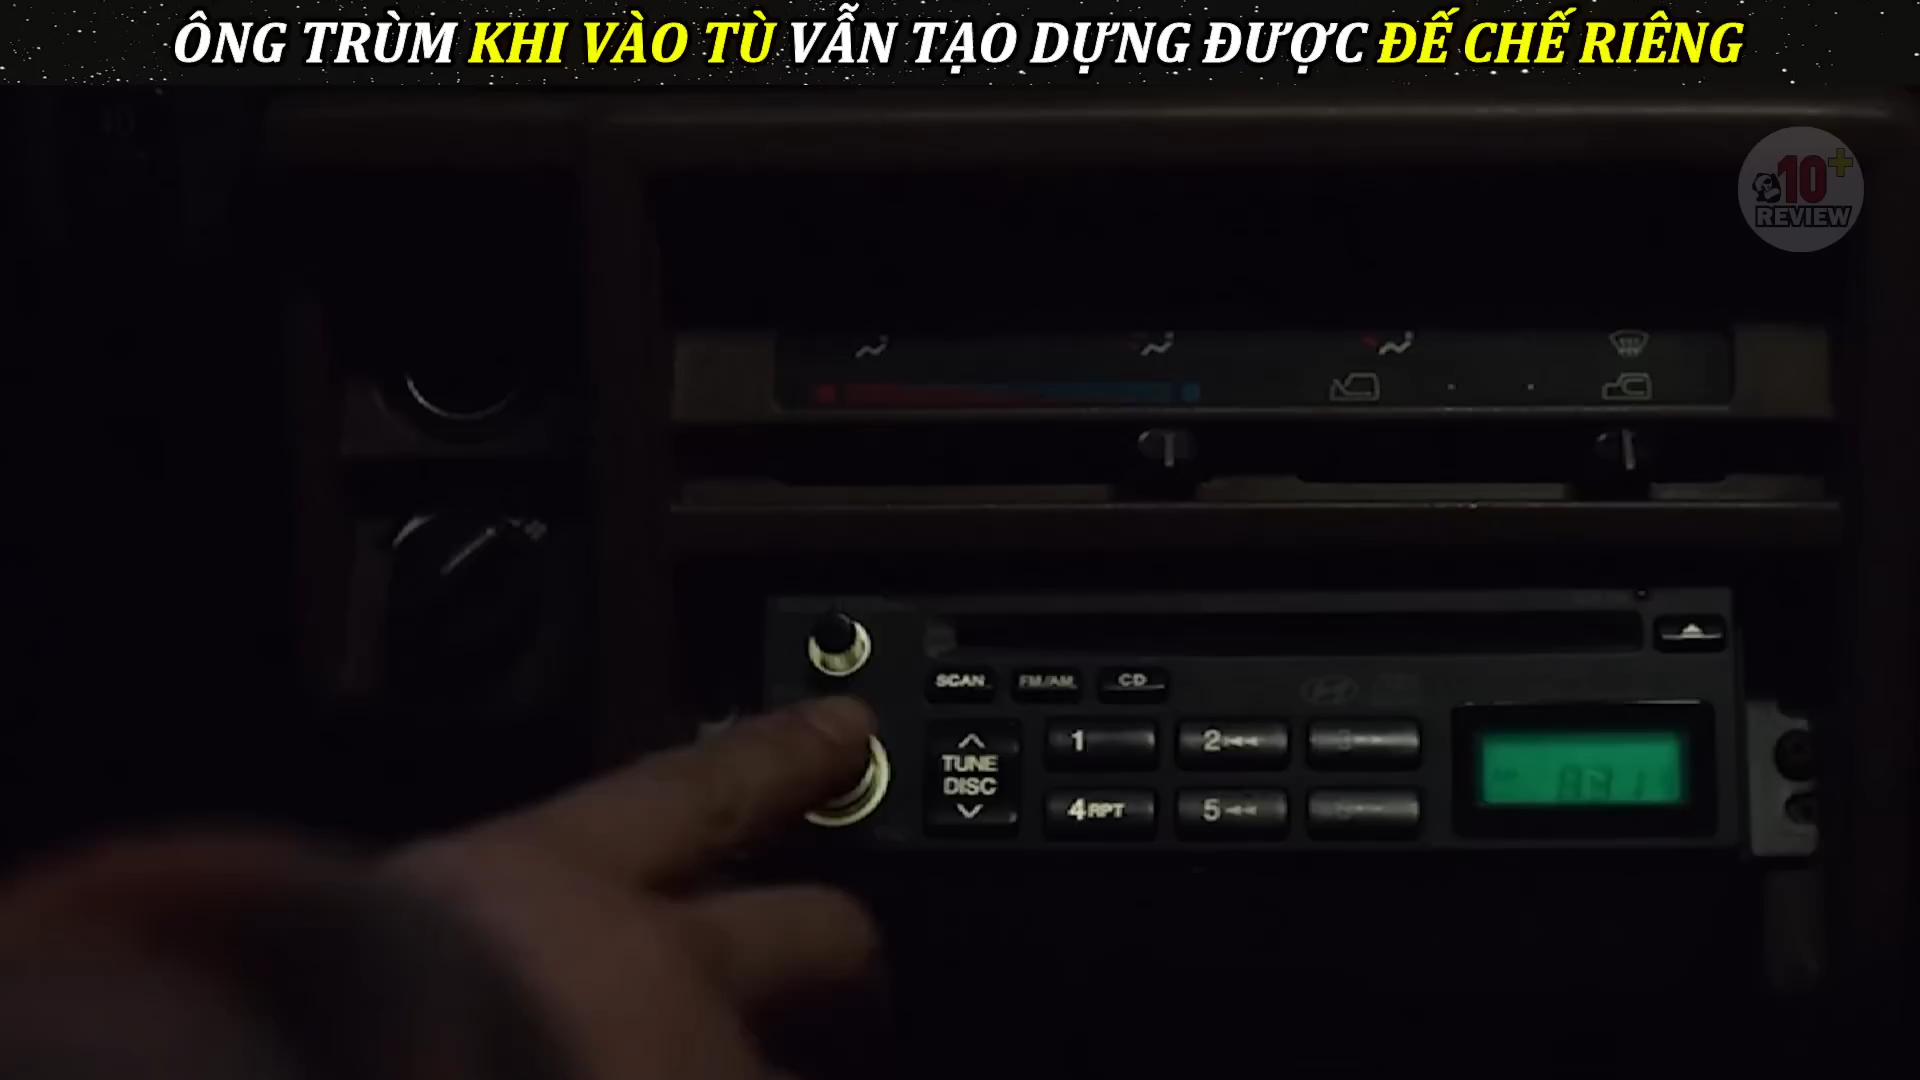 ÔNG TRÙM KHI VÀO TÙ VẪN TẠO DỰNG ĐƯỢC ĐẾ CHẾ RIÊNG
10+
REVIEW
SCAN FM/AM CD
TUNE
DISC
1 2
4 RPT 5